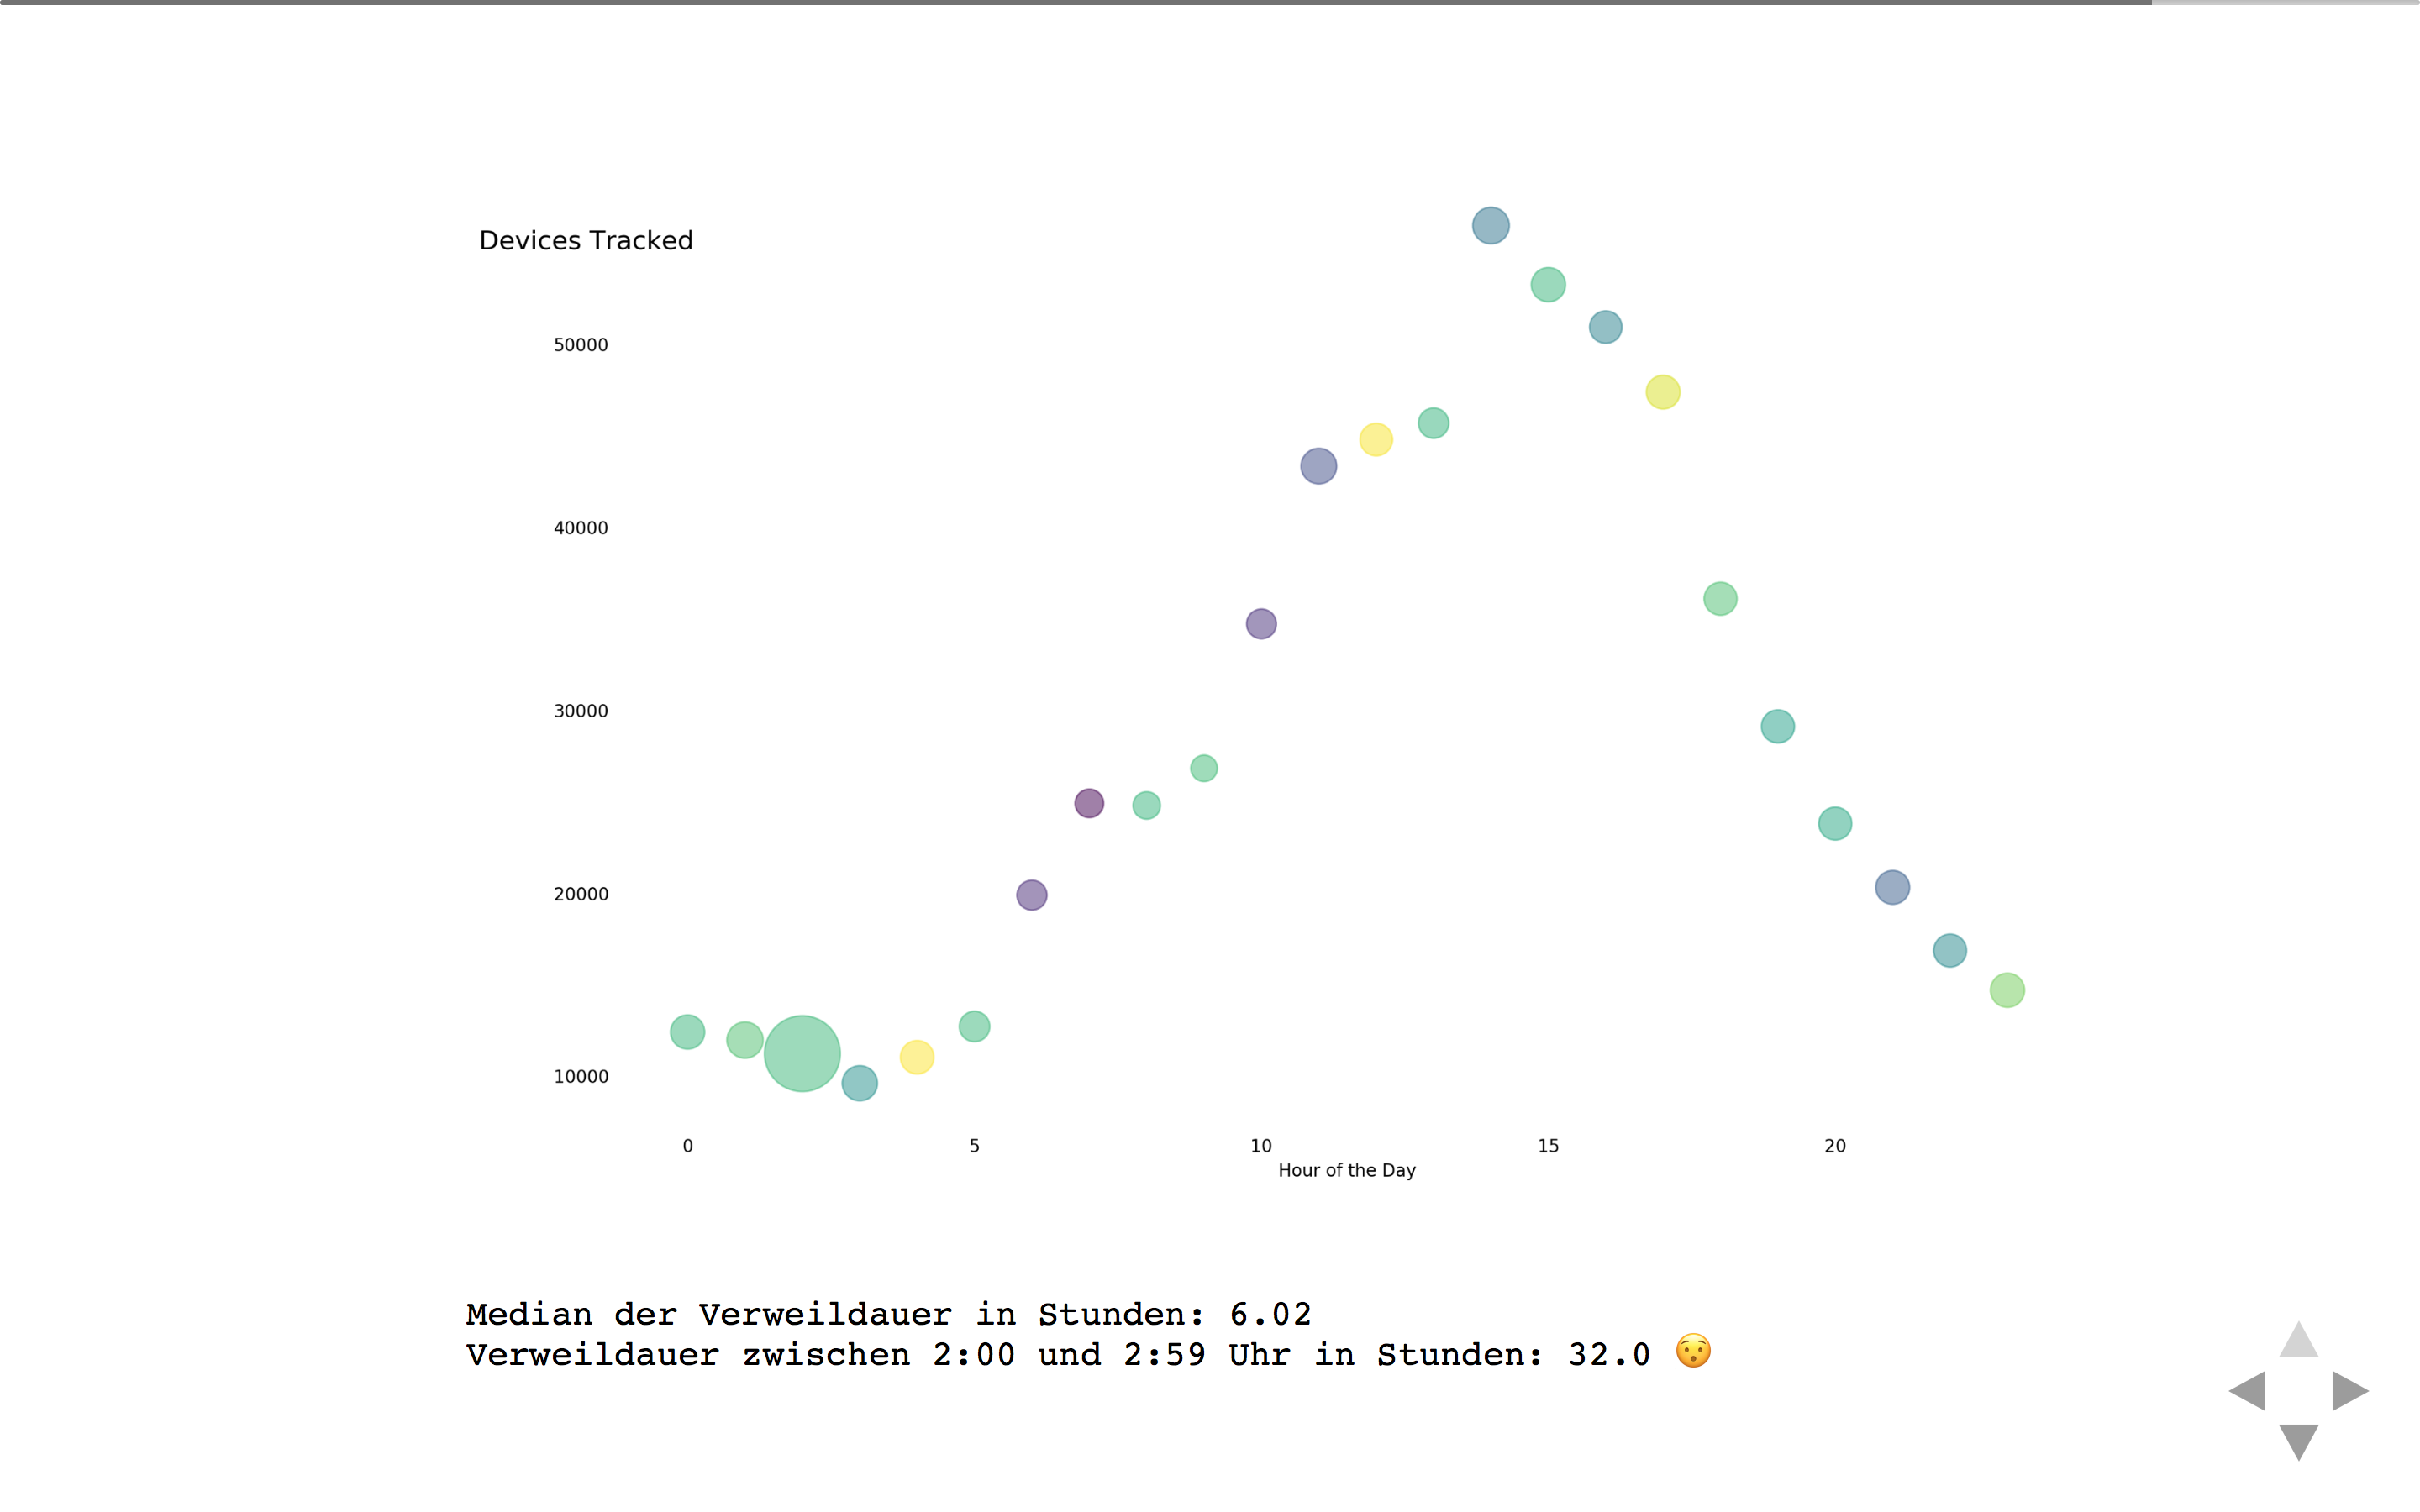 Devices Tracked
50000
40000
30000
20000
10000
0 5 10 15 20
Hour of the Day
Median der Verweildauer in Stunden: 6.02
Verweildauer zwischen 2:00 und 2:59 Uhr in Stunden: 32.0 😯